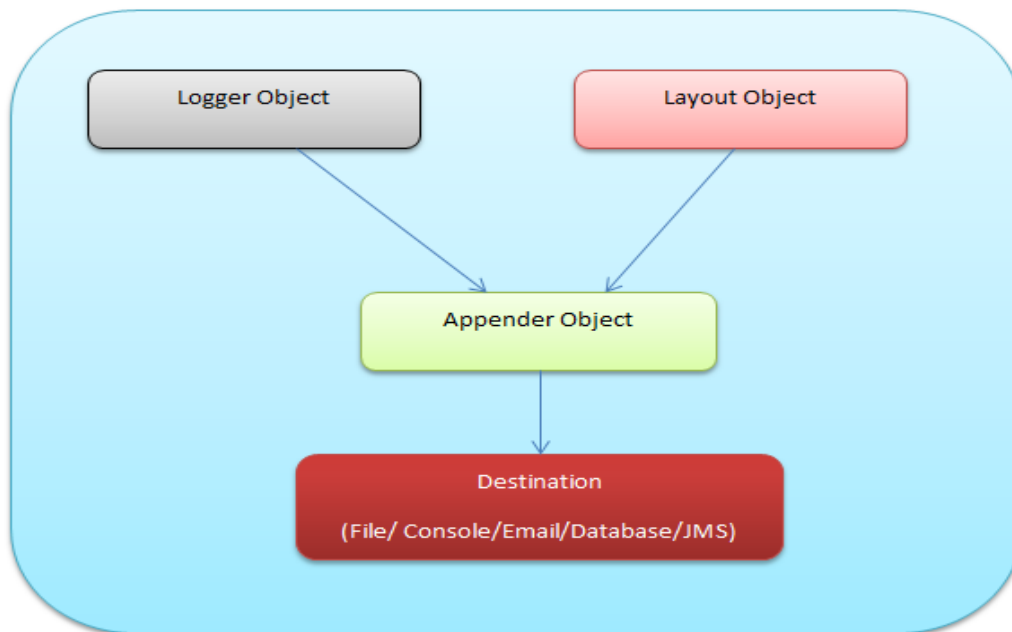 Logger Object
Layout Object
Appender Object
Destination
(File/ Console/Email/Database/JMS)